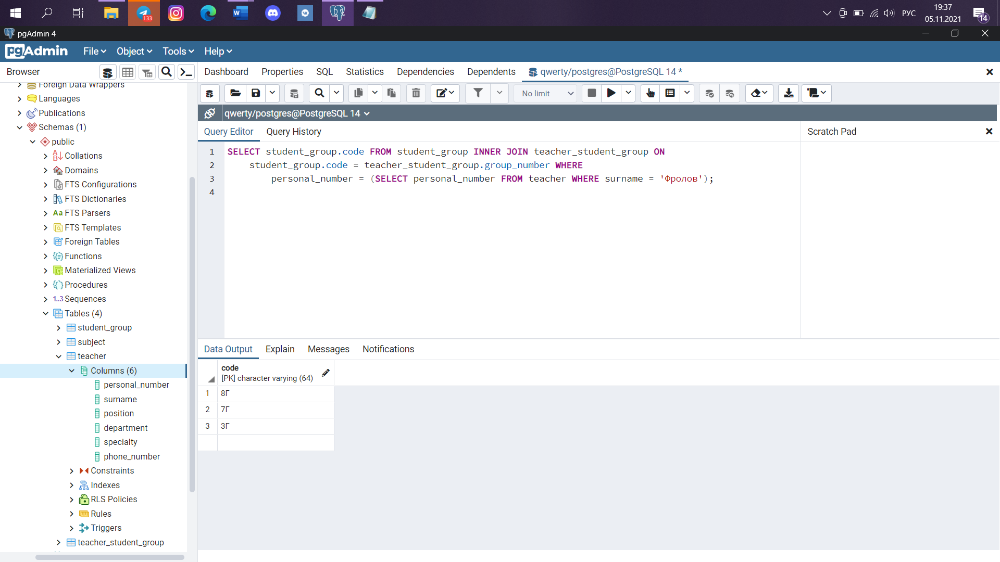 133
РУС
19:37
05.11.2021
14
pgAdmin 4
pgAdmin
File Object Tools Help
Browser
Dashboard Properties SQL Statistics Dependencies Dependents qwerty/postgres@PostgreSQL 14 *
No limit
qwerty/postgres@PostgreSQL 14
Query Editor Query History
Scratch Pad
Foreign Data Wrappers
Languages
Publications
Schemas (1)
public
Collations
Domains
FTS Configurations
FTS Dictionaries
Aa FTS Parsers
FTS Templates
Foreign Tables
Functions
Materialized Views
Procedures
1..3 Sequences
Tables (4)
student_group
subject
teacher
Columns (6)
personal_number
surname
position
department
specialty
phone_number
Constraints
Indexes
RLS Policies
Rules
Triggers
teacher_student_group
1 SELECT student_group.code FROM student_group INNER JOIN teacher_student_group ON
2 student_group.code = teacher_student_group.group_number WHERE
3 personal_number = (SELECT personal_number FROM teacher WHERE surname = 'Фролов');
4
Data Output Explain Messages Notifications
code
[PK] character varying (64)
1 8Г
2 7Г
3 3Г